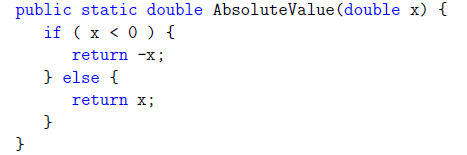 public static double AbsoluteValue(double x) {
if ( x < 0 ) {
return -x;
} else {
return x;
}
}